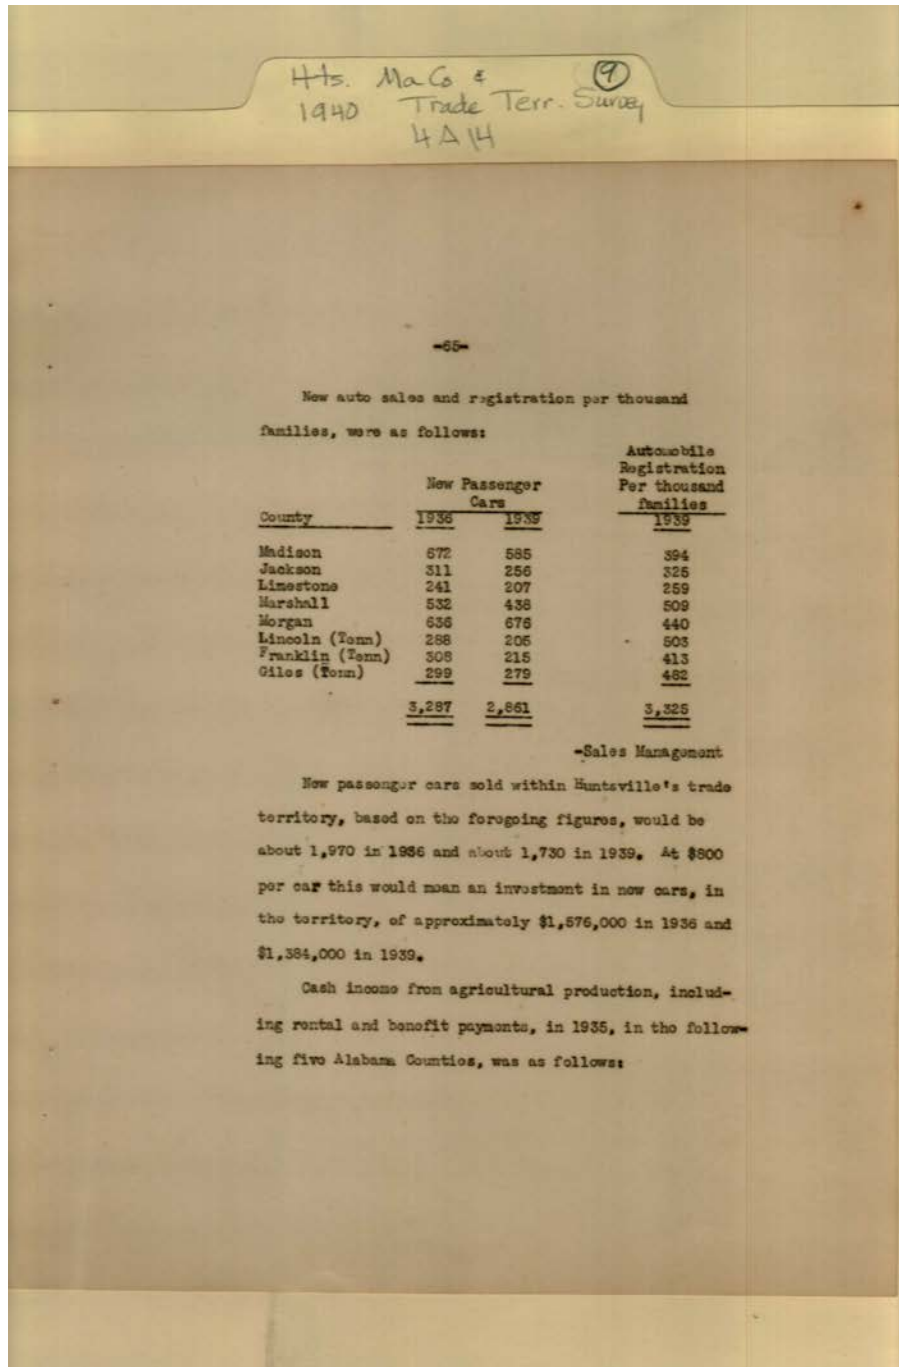 Hts. Ma Co & 9
1940 Trade Terr. Survey
4 A 14
-65-
New auto sales and registration per thousand
families, were as follows:
Automobile
Registration
New Passenger Per thousand
Cars families
County 1936 1939 1939
Madison 672 585 394
Jackson 311 256 325
Limestone 241 207 259
Marshall 532 438 509
Morgan 636 676 440
Lincoln (Tenn) 288 205 503
Franklin (Tenn) 308 215 413
Giles (Tenn) 299 279 482
3,287 2,861 3,325
-Sales Management
New passenger cars sold within Huntsville's trade
territory, based on the foregoing figures, would be
about 1,970 in 1936 and about 1,730 in 1939. At $800
per car this would mean an investment in new cars, in
the territory, of approximately $1,576,000 in 1936 and
$1,384,000 in 1939.
Cash income from agricultural production, includ-
ing rental and benefit payments, in 1935, in the follow-
ing five Alabama Counties, was as follows: